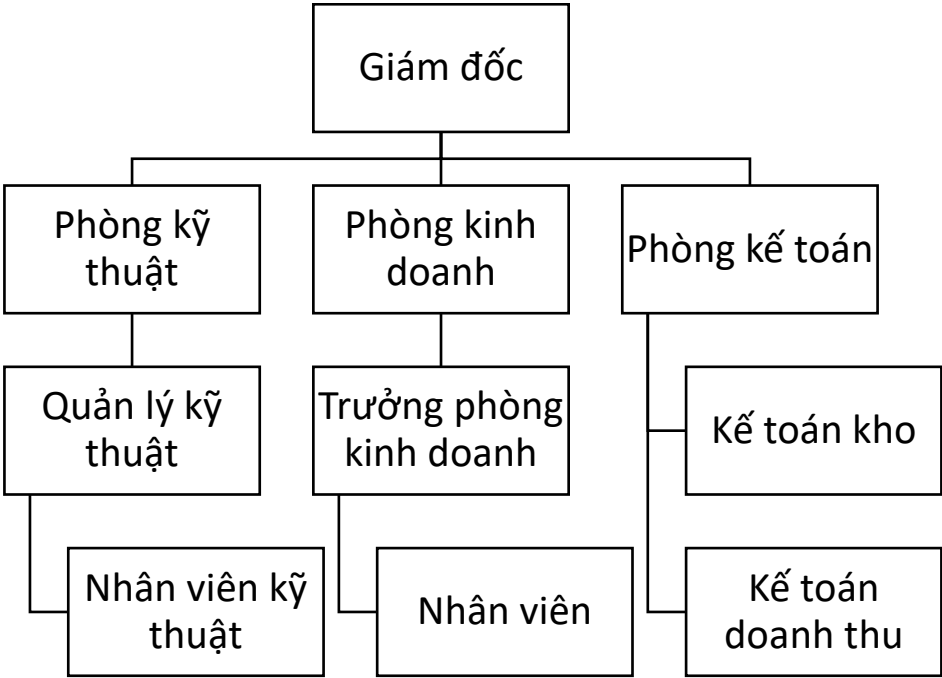 Giám đốc
Phòng kỹ
thuật
Phòng kinh
doanh
Phòng kế toán
Quản lý kỹ
thuật
Trưởng phòng
kinh doanh
Kế toán kho
Nhân viên kỹ
thuật
Nhân viên
Kế toán
doanh thu